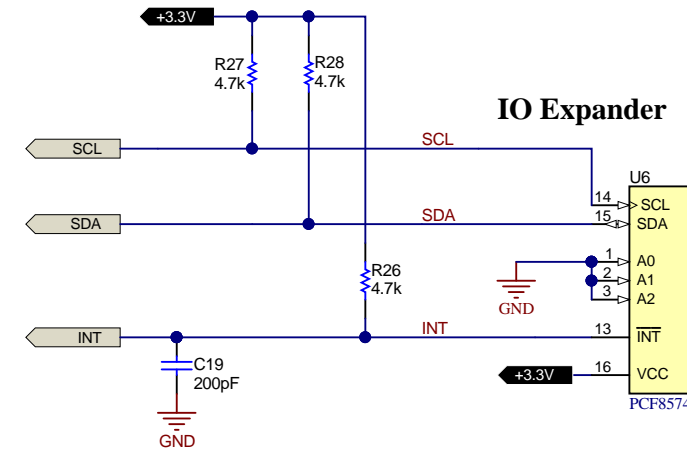 +3.3V
R27
4.7k
R28
4.7k
IO Expander
SCL
SCL
U6
14
SCL
SDA
SDA
15
SDA
1
A0
2
A1
3
A2
GND
R26
4.7k
INT
INT
13
INT
C19
200pF
+3.3V
16
VCC
PCF8574
GND